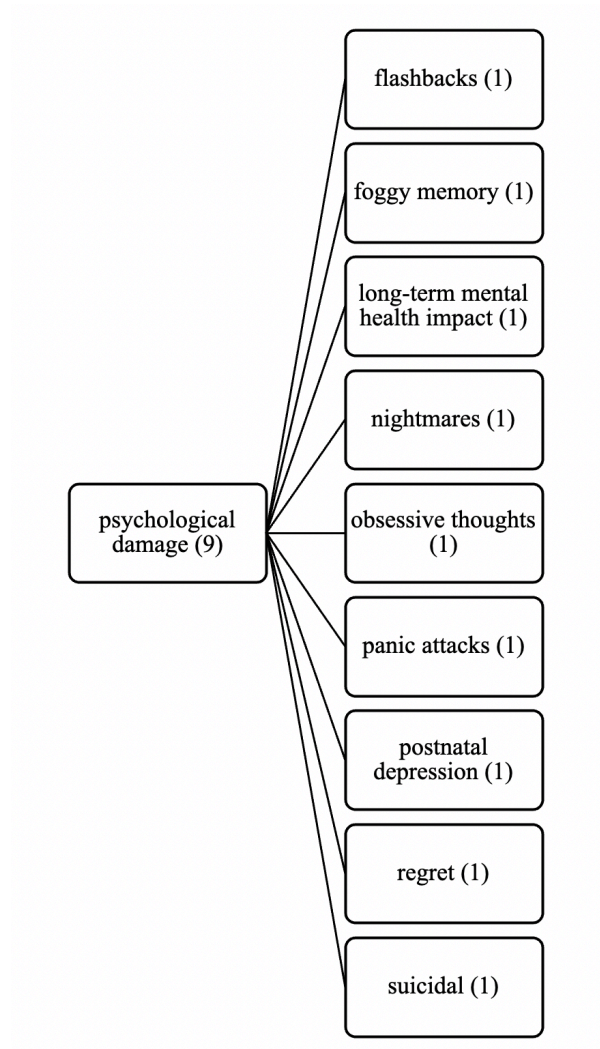 flashbacks (1)
foggy memory (1)
long-term mental
health impact (1)
nightmares (1)
psychological
damage (9)
obsessive thoughts
(1)
panic attacks (1)
postnatal
depression (1)
regret (1)
suicidal (1)